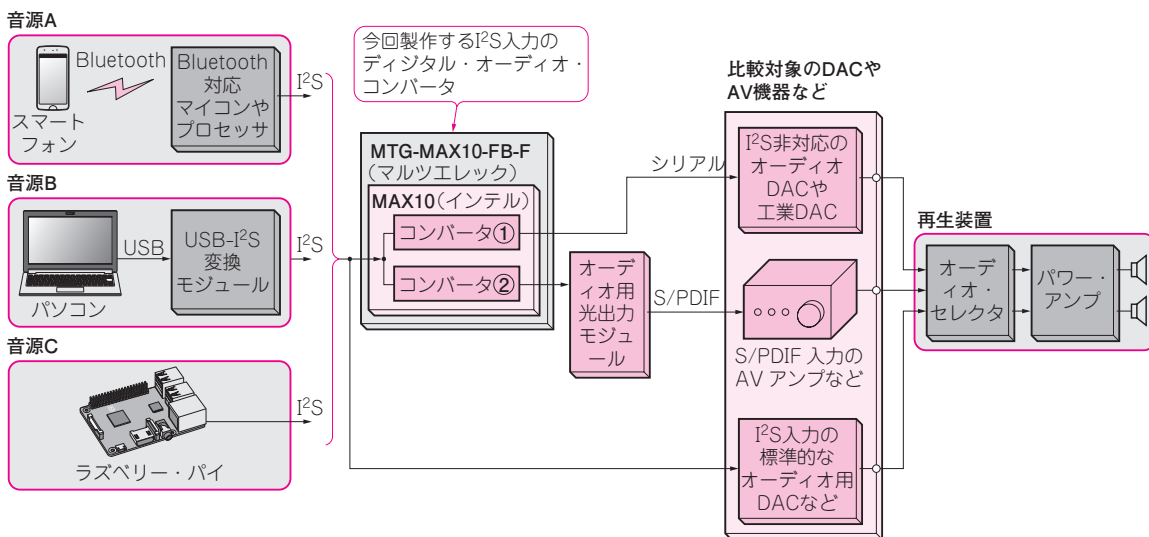 音源A
Bluetooth
スマート
フォン
Bluetooth
対応
マイコンや
プロセッサ
I²S
音源B
USB
パソコン
USB-I²S
変換
モジュール
I²S
音源C
I²S
ラズベリー・パイ
今回製作するI²S入力の
ディジタル・オーディオ・
コンバータ
MTG-MAX10-FB-F
(マルツエレック)
MAX10(インテル)
コンバータ①
コンバータ②
シリアル
オーデ
ィオ用
光出力
モジュ
ール
S/PDIF
比較対象のDACや
AV機器など
I²S非対応の
オーディオ
DACや
工業DAC
S/PDIF 入力の
AV アンプなど
I²S入力の
標準的な
オーディオ用
DACなど
再生装置
オーデ
ィオ・
セレクタ
パワー・
アンプ